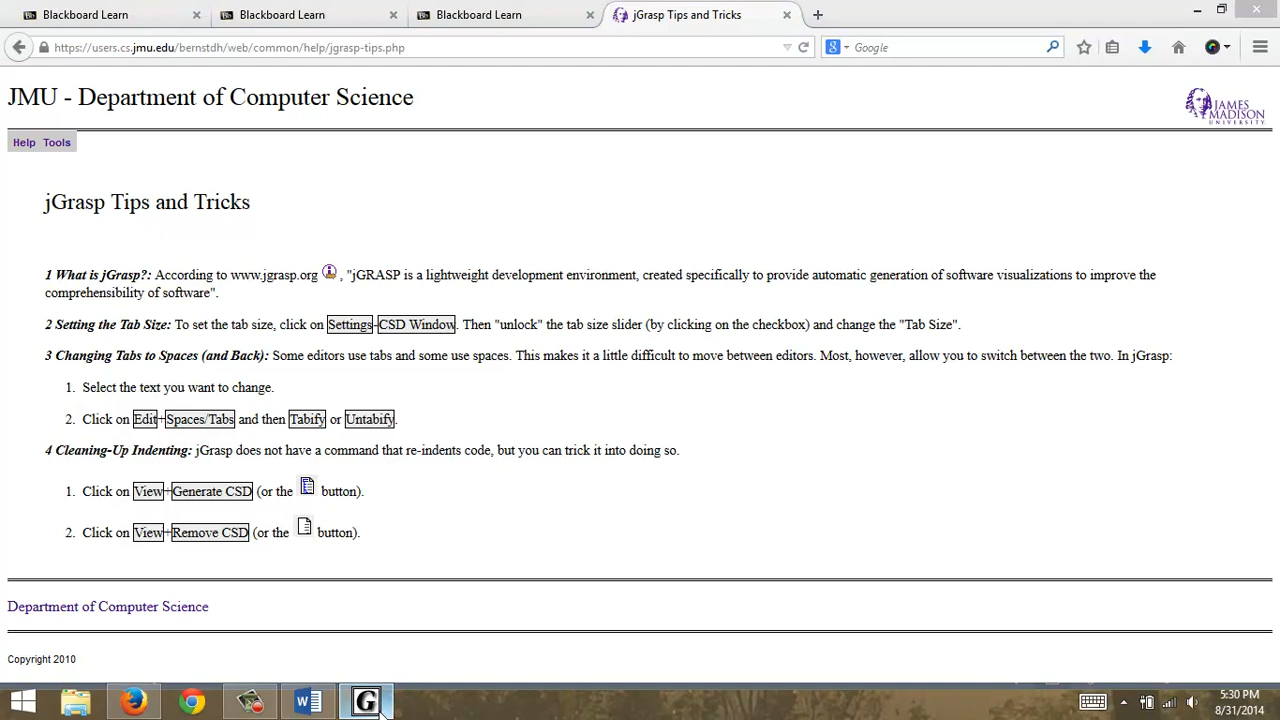 Blackboard Learn
Blackboard Learn
Blackboard Learn
jGrasp Tips and Tricks
https://users.cs.jmu.edu/bernstdh/web/common/help/jgrasp-tips.php
Google
JMU - Department of Computer Science
JAMES
MADISON
UNIVERSITY
Help Tools
jGrasp Tips and Tricks
1 What is jGrasp?: According to www.jgrasp.org , "jGRASP is a lightweight development environment, created specifically to provide automatic generation of software visualizations to improve the
comprehensibility of software".
2 Setting the Tab Size: To set the tab size, click on Settings-CSD Window. Then "unlock" the tab size slider (by clicking on the checkbox) and change the "Tab Size".
3 Changing Tabs to Spaces (and Back): Some editors use tabs and some use spaces. This makes it a little difficult to move between editors. Most, however, allow you to switch between the two. In jGrasp:
1. Select the text you want to change.
2. Click on Edit+Spaces/Tabs and then Tabify or Untabify.
4 Cleaning-Up Indenting: jGrasp does not have a command that re-indents code, but you can trick it into doing so.
1. Click on View+Generate CSD (or the button).
2. Click on View+Remove CSD (or the button).
Department of Computer Science
Copyright 2010
5:30 PM
8/31/2014